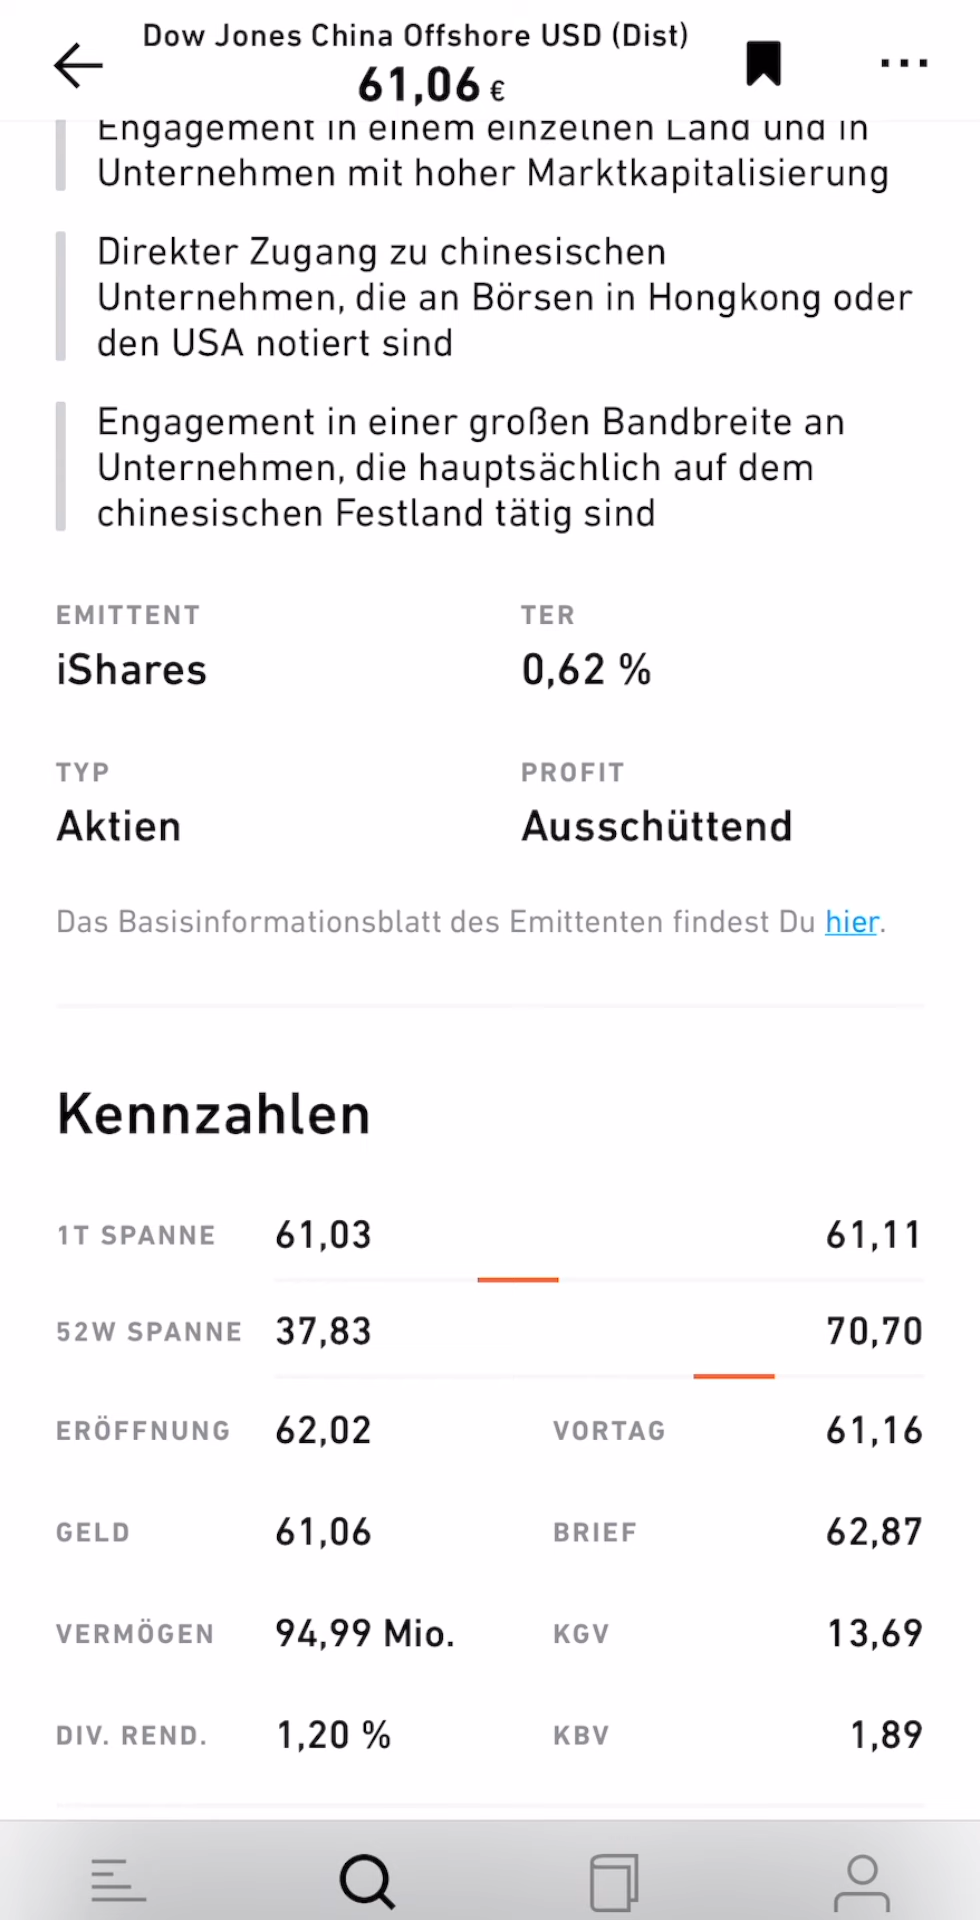 Dow Jones China Offshore USD (Dist)
61,06 €
Engagement in einem einzelnen Land und in
Unternehmen mit hoher Marktkapitalisierung
Direkter Zugang zu chinesischen
Unternehmen, die an Börsen in Hongkong oder
den USA notiert sind
Engagement in einer großen Bandbreite an
Unternehmen, die hauptsächlich auf dem
chinesischen Festland tätig sind
EMITTENT TER
iShares 0,62 %
TYP PROFIT
Aktien Ausschüttend
Das Basisinformationsblatt des Emittenten findest Du hier.
Kennzahlen
1T SPANNE 61,03 61,11
52W SPANNE 37,83 70,70
ERÖFFNUNG 62,02 VORTAG 61,16
GELD 61,06 BRIEF 62,87
VERMÖGEN 94,99 Mio. KGV 13,69
DIV. REND. 1,20 % KBV 1,89